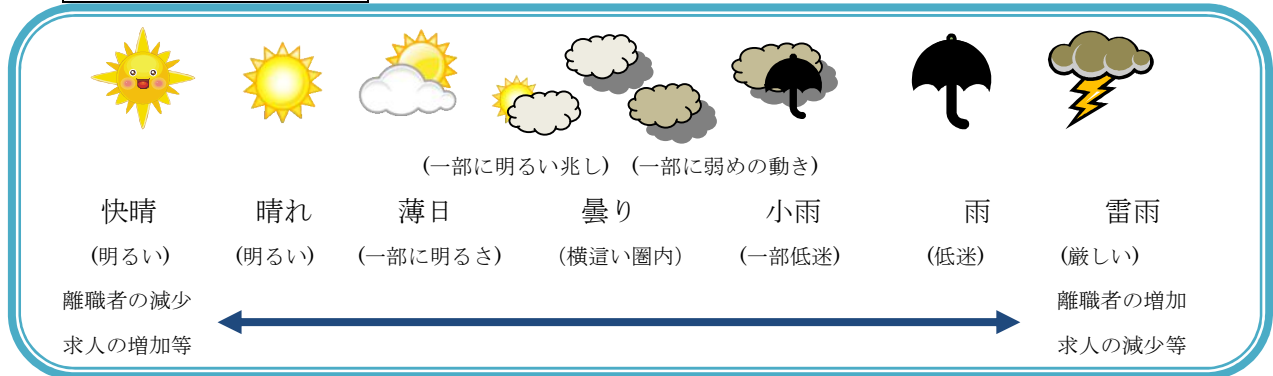 (一部に明るい兆し) (一部に弱めの動き)
快晴 晴れ 薄日 曇り 小雨 雨 雷雨
(明るい) (明るい) (一部に明るさ) (横這い圏内) (一部低迷) (低迷) (厳しい)
離職者の減少 離職者の増加
求人の増加等 求人の減少等